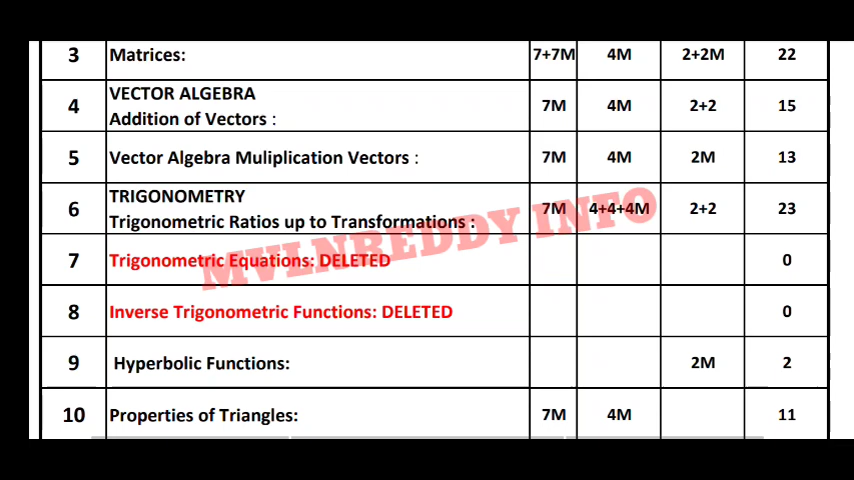 3 Matrices: 7+7M 4M 2+2M 22
4 VECTOR ALGEBRA
Addition of Vectors : 7M 4M 2+2 15
5 Vector Algebra Muliplication Vectors : 7M 4M 2M 13
6 TRIGONOMETRY
Trigonometric Ratios up to Transformations : 7M 4+4+4M 2+2 23
7 Trigonometric Equations: DELETED 0
8 Inverse Trigonometric Functions: DELETED 0
9 Hyperbolic Functions: 2M 2
10 Properties of Triangles: 7M 4M 11
MVLNREDDY INFO